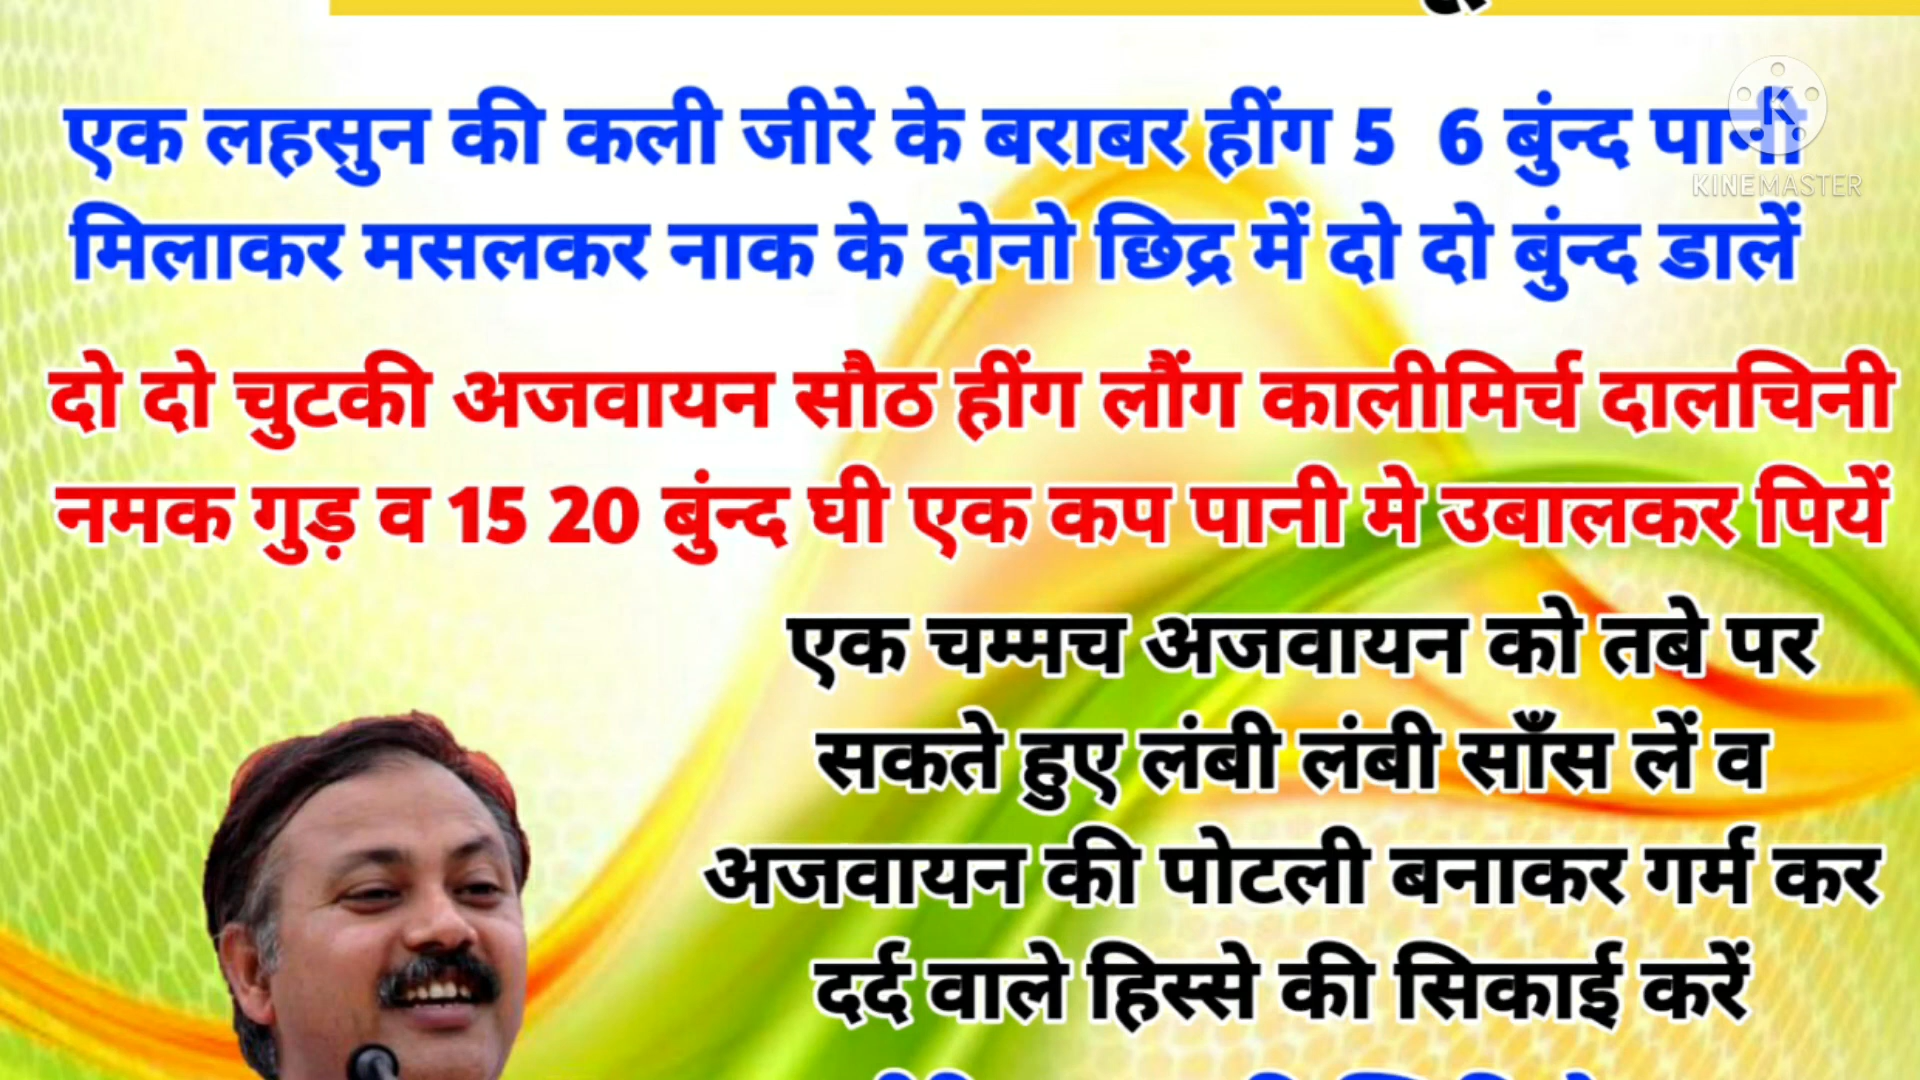 एक लहसुन की कली जीरे के बराबर हींग 5 6 बुंन्द पानी
KINEMASTER
मिलाकर मसलकर नाक के दोनो छिद्र में दो दो बुंन्द डालें
दो दो चुटकी अजवायन सौठ हींग लौंग कालीमिर्च दालचिनी
नमक गुड़ व 15 20 बुंन्द घी एक कप पानी मे उबालकर पियें
एक चम्मच अजवायन को तबे पर
सकते हुए लंबी लंबी साँस लें व
अजवायन की पोटली बनाकर गर्म कर
दर्द वाले हिस्से की सिकाई करें